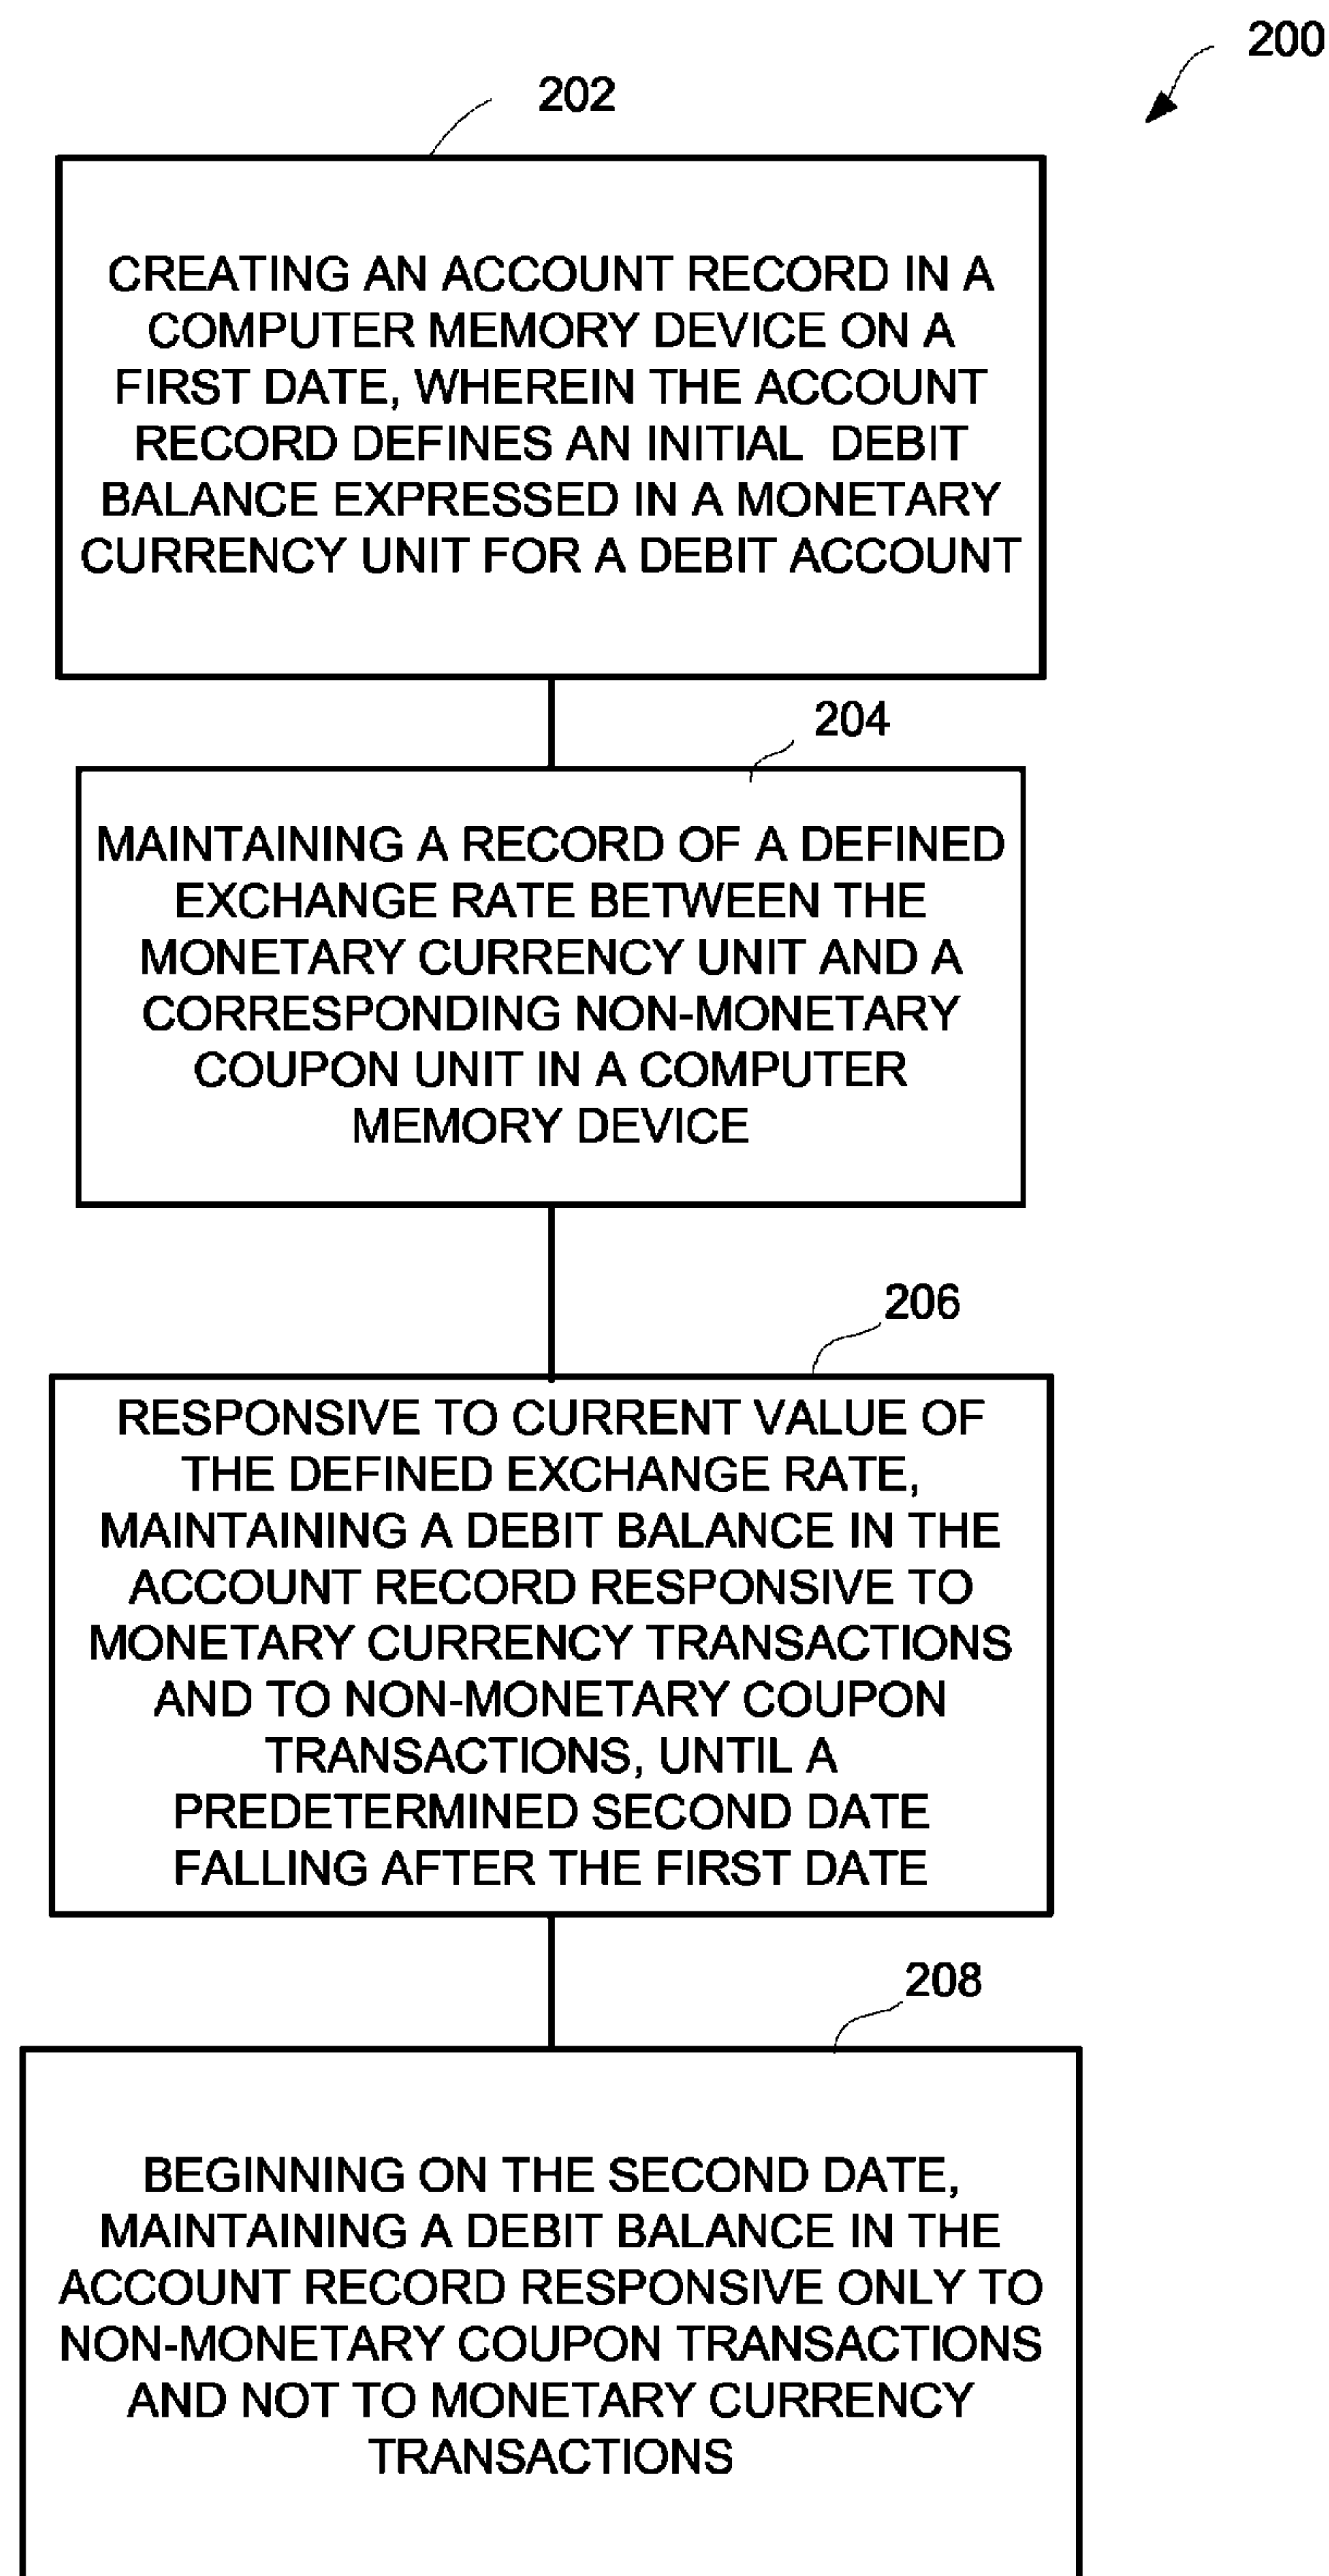 200
202
CREATING AN ACCOUNT RECORD IN A
COMPUTER MEMORY DEVICE ON A
FIRST DATE, WHEREIN THE ACCOUNT
RECORD DEFINES AN INITIAL DEBIT
BALANCE EXPRESSED IN A MONETARY
CURRENCY UNIT FOR A DEBIT ACCOUNT
204
MAINTAINING A RECORD OF A DEFINED
EXCHANGE RATE BETWEEN THE
MONETARY CURRENCY UNIT AND A
CORRESPONDING NON-MONETARY
COUPON UNIT IN A COMPUTER
MEMORY DEVICE
206
RESPONSIVE TO CURRENT VALUE OF
THE DEFINED EXCHANGE RATE,
MAINTAINING A DEBIT BALANCE IN THE
ACCOUNT RECORD RESPONSIVE TO
MONETARY CURRENCY TRANSACTIONS
AND TO NON-MONETARY COUPON
TRANSACTIONS, UNTIL A
PREDETERMINED SECOND DATE
FALLING AFTER THE FIRST DATE
208
BEGINNING ON THE SECOND DATE,
MAINTAINING A DEBIT BALANCE IN THE
ACCOUNT RECORD RESPONSIVE ONLY TO
NON-MONETARY COUPON TRANSACTIONS
AND NOT TO MONETARY CURRENCY
TRANSACTIONS